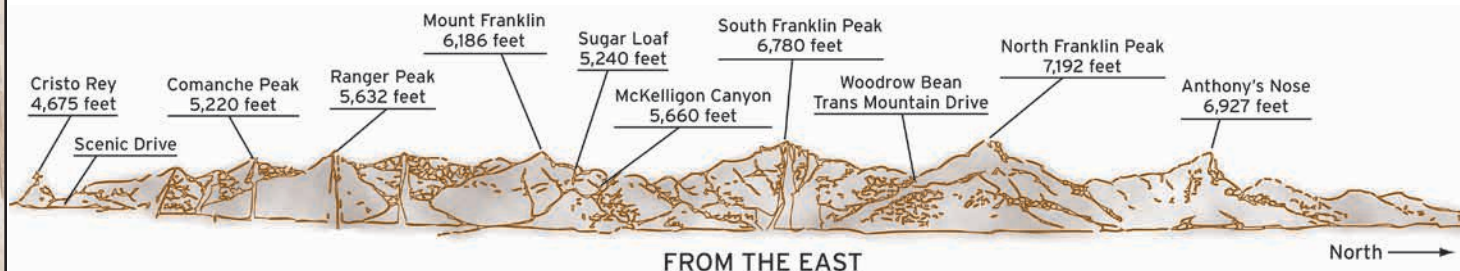 Cristo Rey
4,675 feet
Scenic Drive
Comanche Peak
5,220 feet
Ranger Peak
5,632 feet
Mount Franklin
6,186 feet
Sugar Loaf
5,240 feet
McKelligon Canyon
5,660 feet
South Franklin Peak
6,780 feet
Woodrow Bean
Trans Mountain Drive
North Franklin Peak
7,192 feet
Anthony's Nose
6,927 feet
FROM THE EAST
North